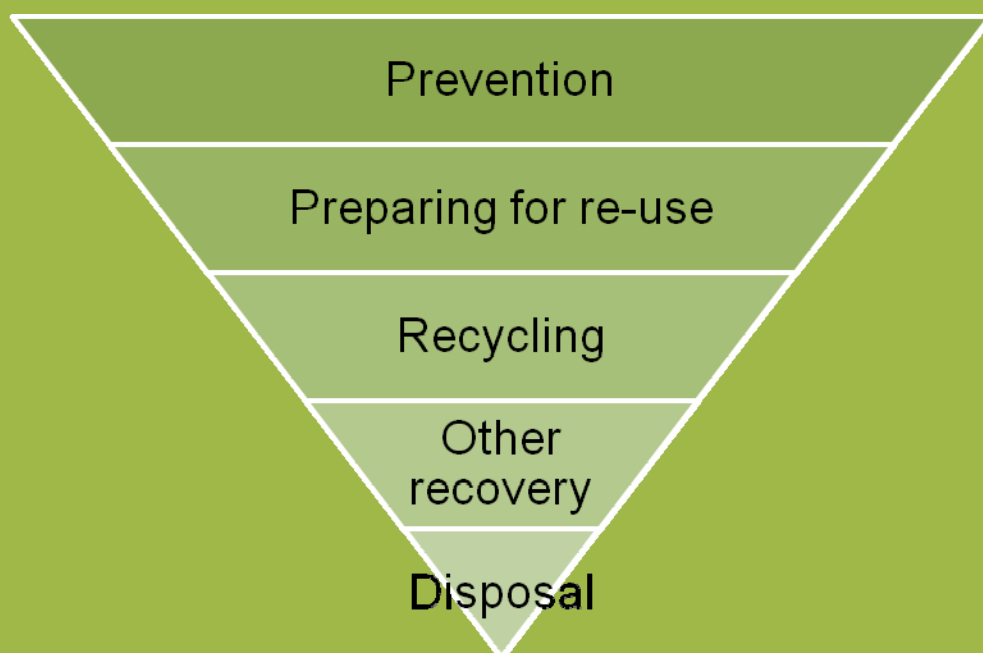 Prevention
Preparing for re-use
Recycling
Other
recovery
Disposal